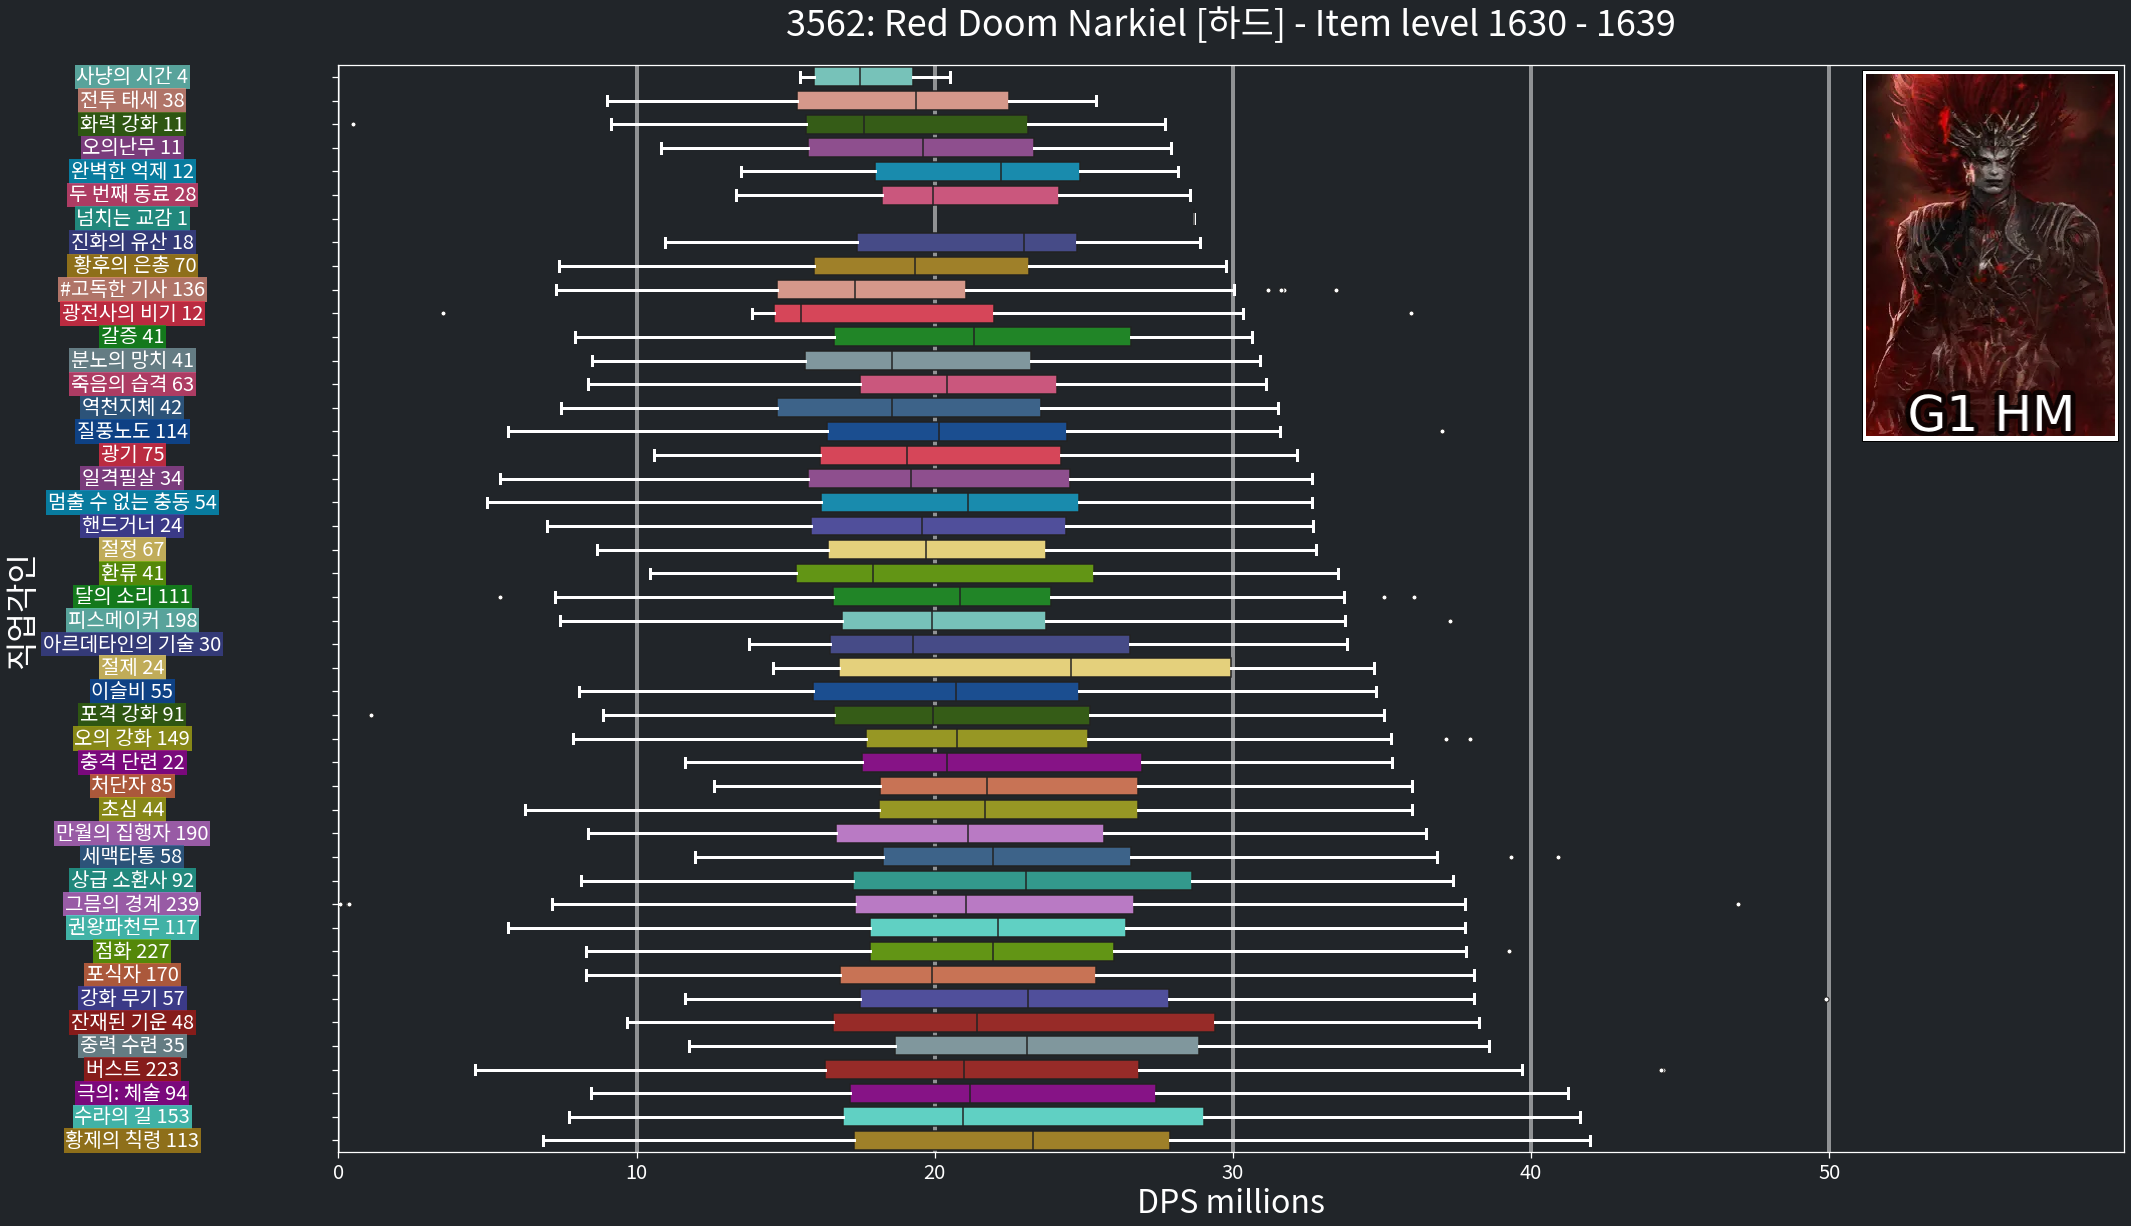 3562: Red Doom Narkiel [하드] - Item level 1630 - 1639
사냥의 시간 4
전투 태세 38
화력 강화 11
오의난무 11
완벽한 억제 12
두 번째 동료 28
넘치는 교감 1
진화의 유산 18
황후의 은총 70
#고독한 기사 136
광전사의 비기 12
갈증 41
분노의 망치 41
죽음의 습격 63
역천지체 42
질풍노도 114
광기 75
일격필살 34
멈출 수 없는 충동 54
핸드거너 24
절정 67
환류 41
달의 소리 111
피스메이커 198
아르데타인의 기술 30
절제 24
이슬비 55
포격 강화 91
오의 강화 149
충격 단련 22
처단자 85
초심 44
만월의 집행자 190
세맥타통 58
상급 소환사 92
그믐의 경계 239
권왕파천무 117
점화 227
포식자 170
강화 무기 57
잔재된 기운 48
중력 수련 35
버스트 223
극의: 체술 94
수라의 길 153
황제의 칙령 113
직업각인
G1 HM
0 10 20 30 40 50
DPS millions